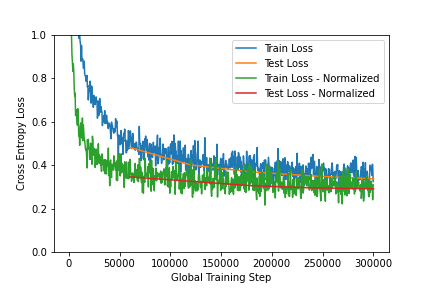 1.0
0.8
0.6
0.4
0.2
0.0
Cross Entropy Loss
Train Loss
Test Loss
Train Loss - Normalized
Test Loss - Normalized
0 50000 100000 150000 200000 250000 300000
Global Training Step